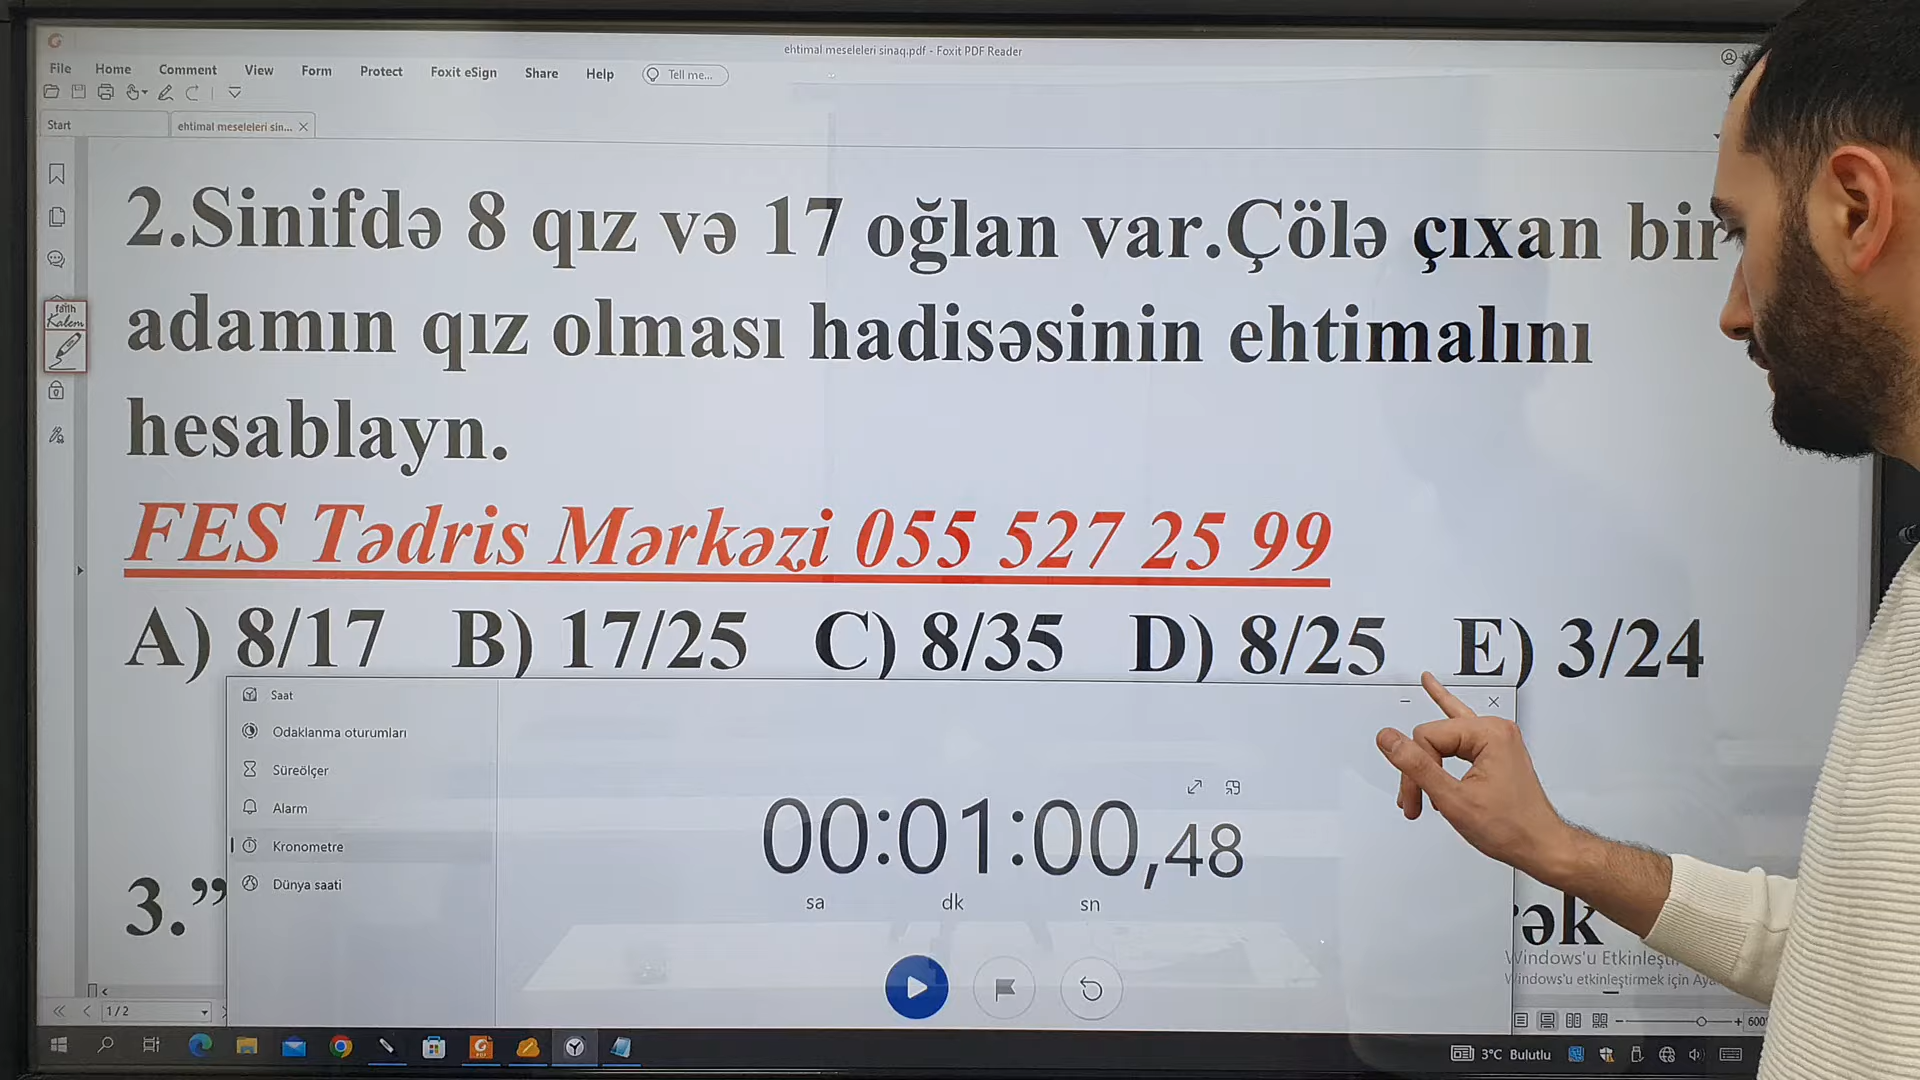 ehtimal meseleleri sinaq.pdf - Foxit PDF Reader
File Home Comment View Form Protect Foxit eSign Share Help Tell me...
Start ehtimal meseleleri sin...
2.Sinifdə 8 qız və 17 oğlan var.Çölə çıxan bir
adamın qız olması hadisəsinin ehtimalını
hesablayn.
fatih
Kalem
FES Tədris Mərkəzi 055 527 25 99
A) 8/17 B) 17/25 C) 8/35 D) 8/25 E) 3/24
Saat
Odaklanma oturumları
Süreölçer
Alarm
Kronometre
Dünya saati
00:01:00,48
sa dk sn
3.”
ək
Windows'u Etkinleşti
Windows'u etkinleştirmek için Aya
1/2
600
3°C Bulutlu